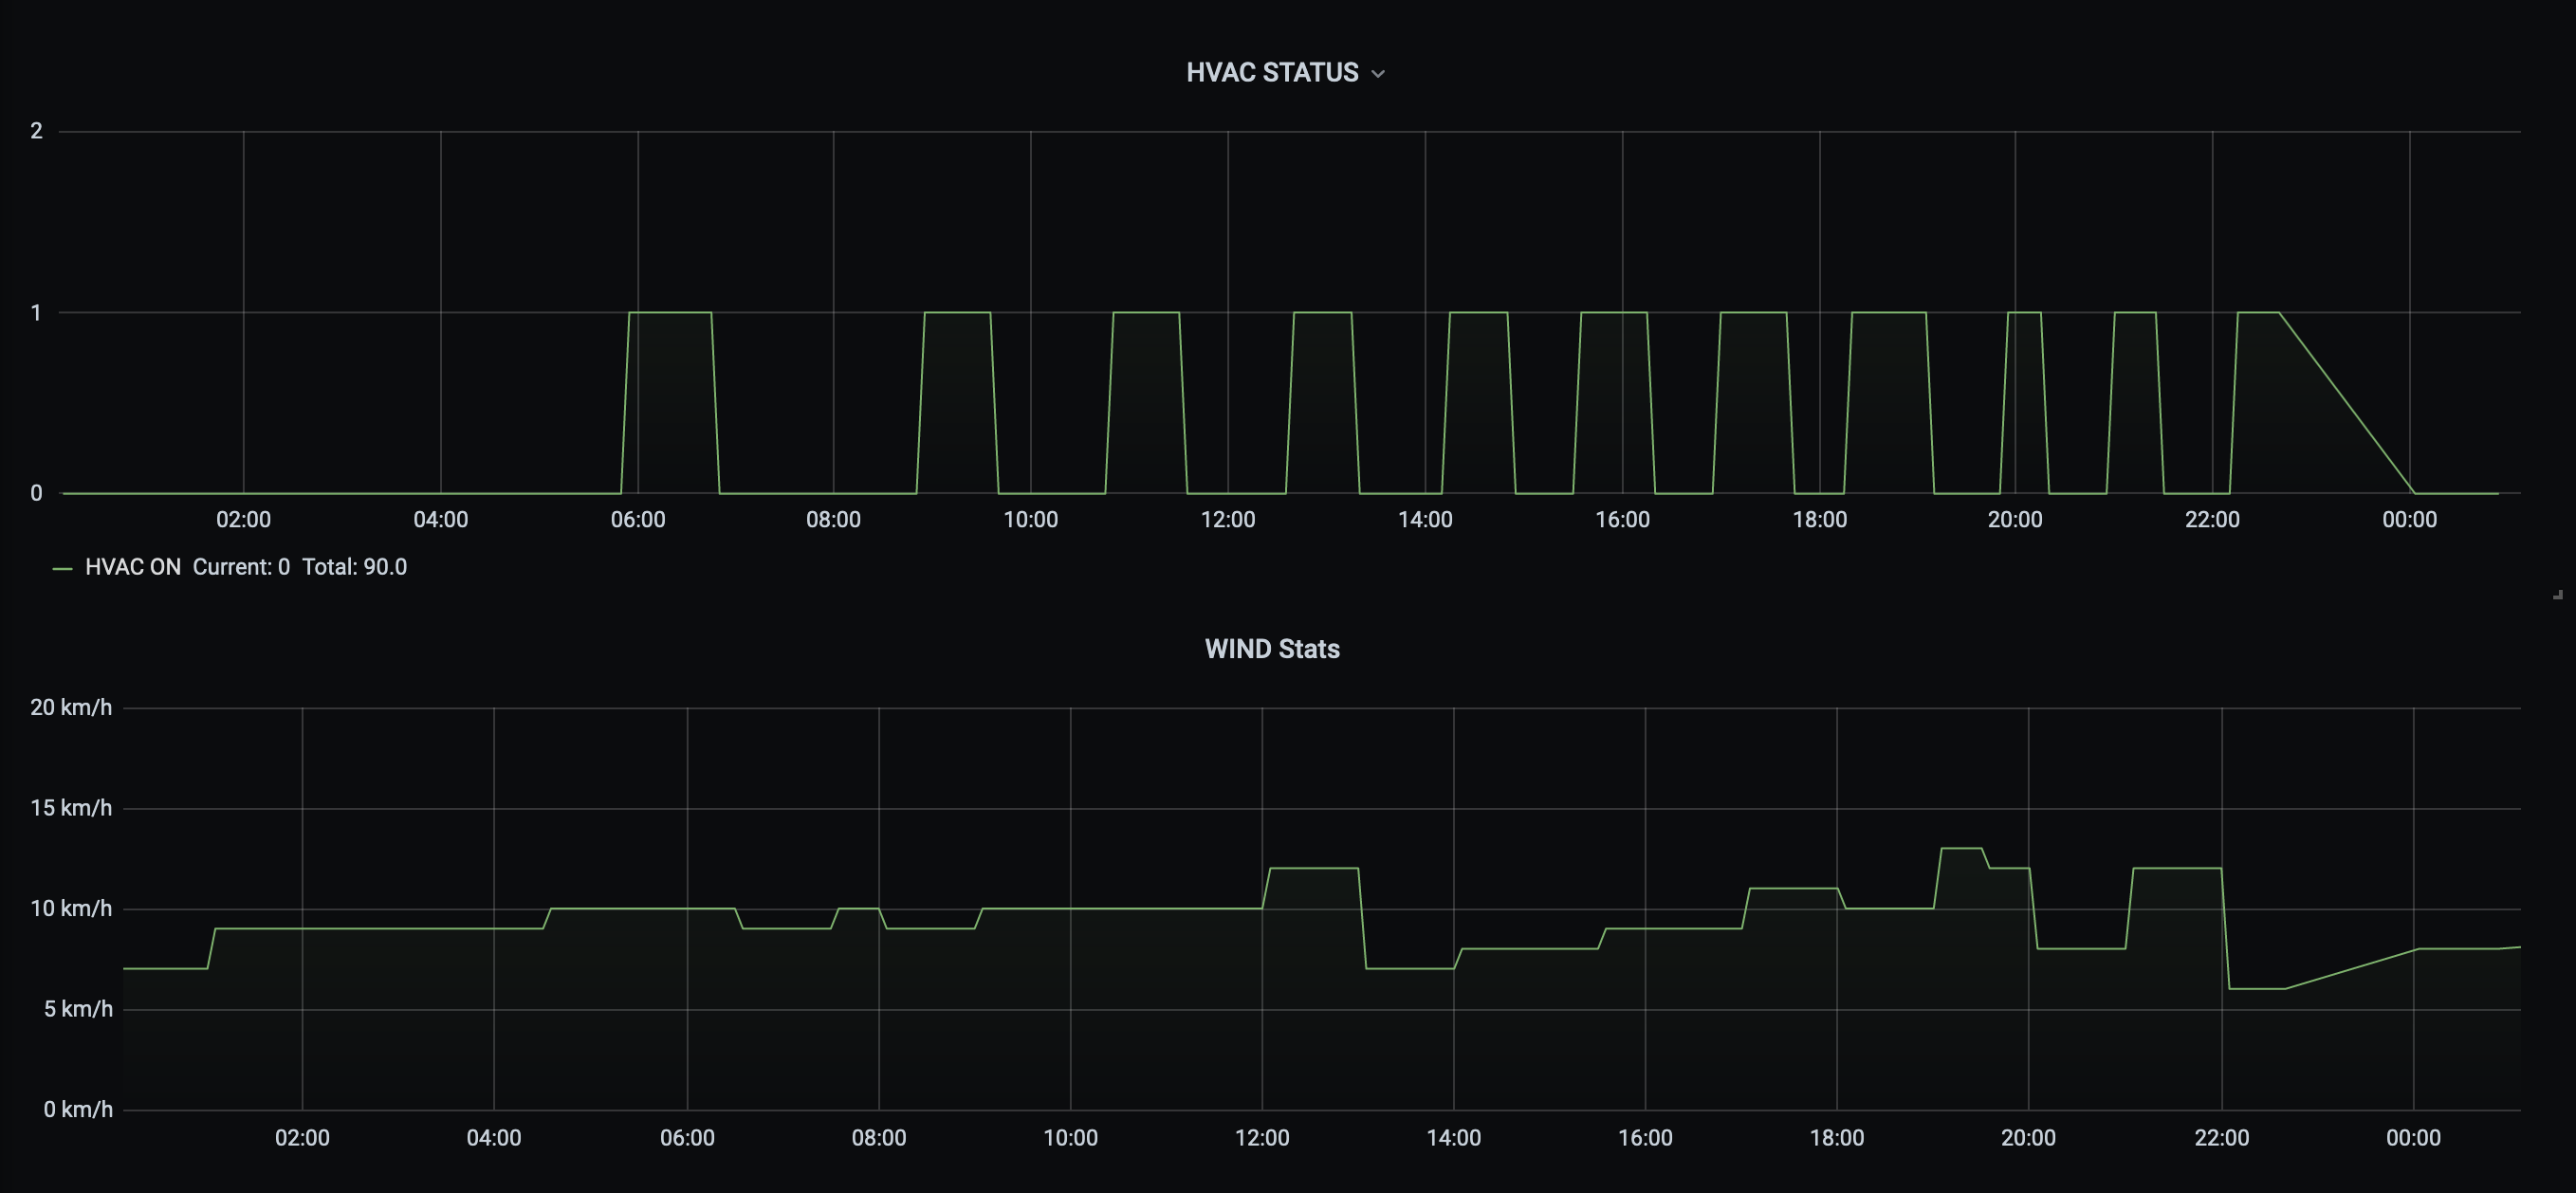 HVAC STATUS
2
1
0
02:00 04:00 06:00 08:00 10:00 12:00 14:00 16:00 18:00 20:00 22:00 00:00
HVAC ON Current: 0 Total: 90.0
WIND Stats
20 km/h
15 km/h
10 km/h
5 km/h
0 km/h
02:00 04:00 06:00 08:00 10:00 12:00 14:00 16:00 18:00 20:00 22:00 00:00